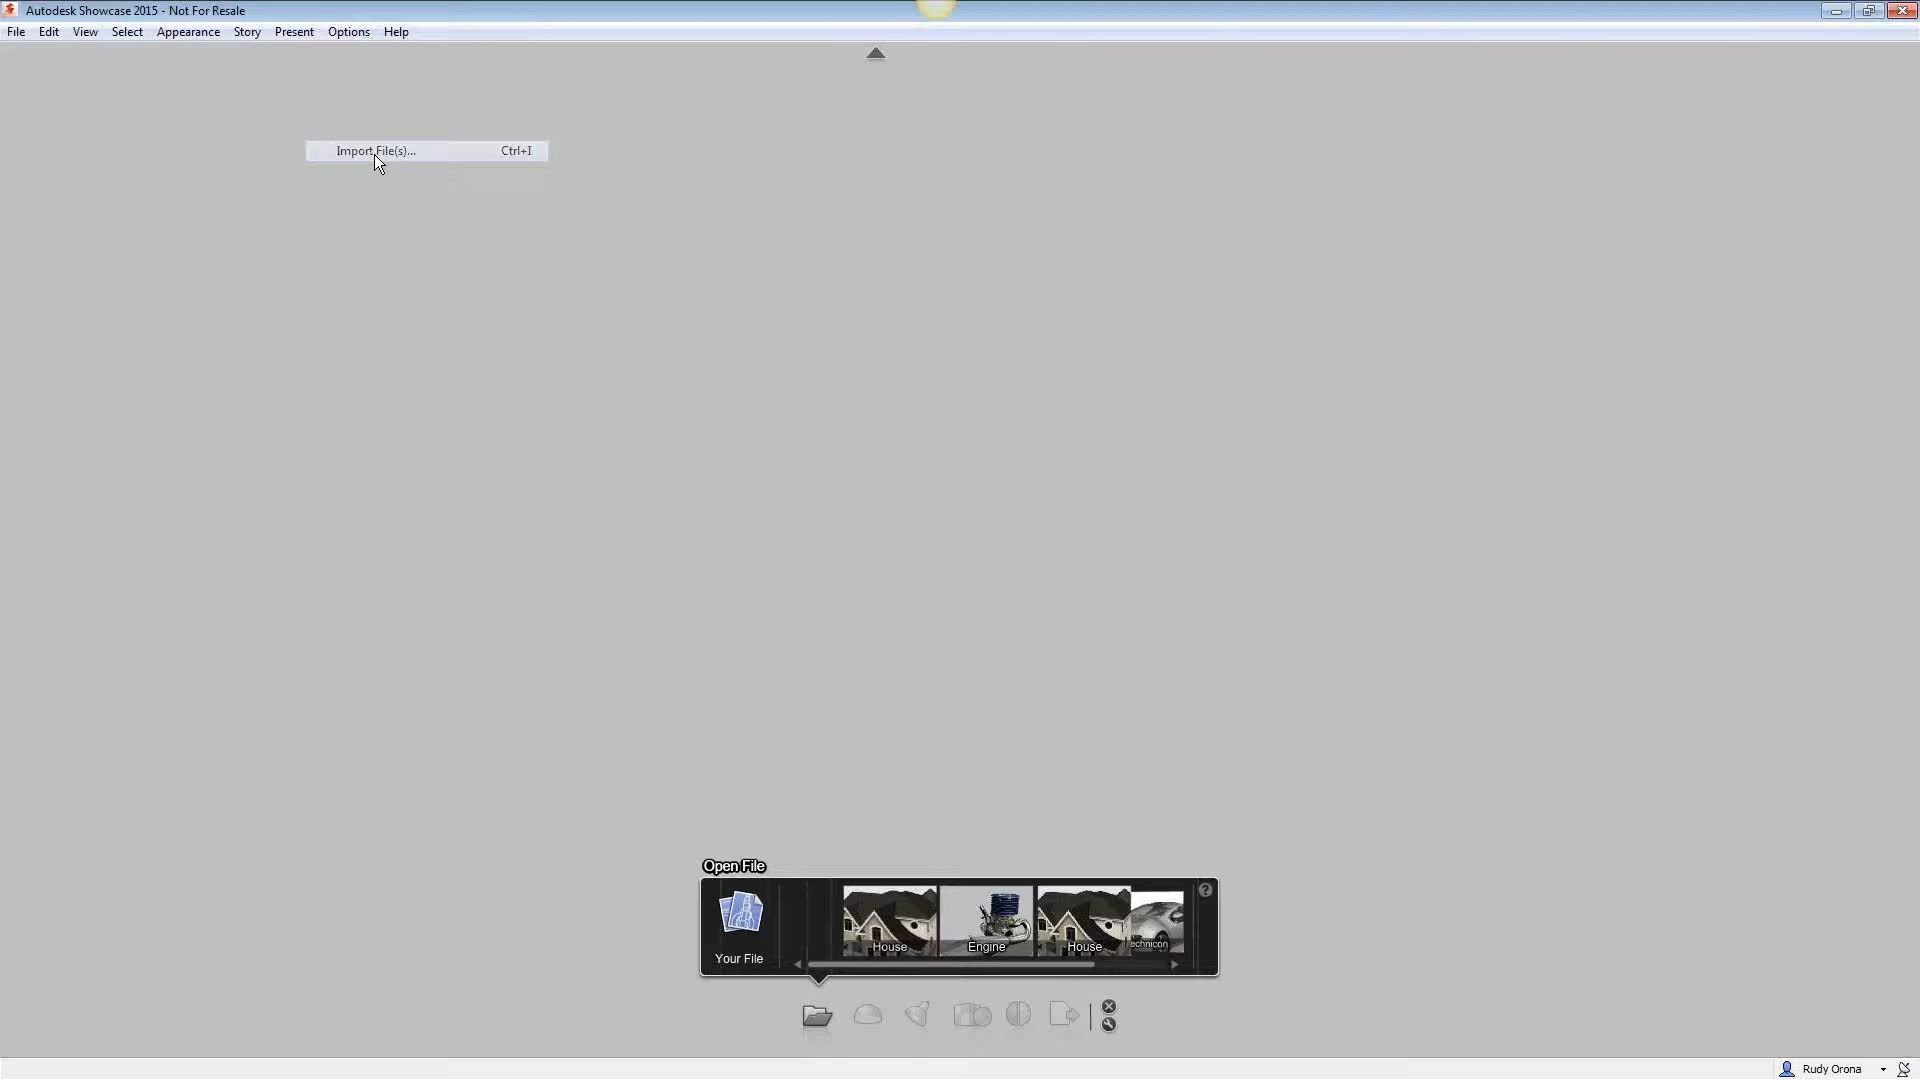 Autodesk Showcase 2015 - Not For Resale
File Edit View Select Appearance Story Present Options Help
Import File(s)... Ctrl+I
Open File
Your File
House
Engine
House
echnicon
Rudy Orona